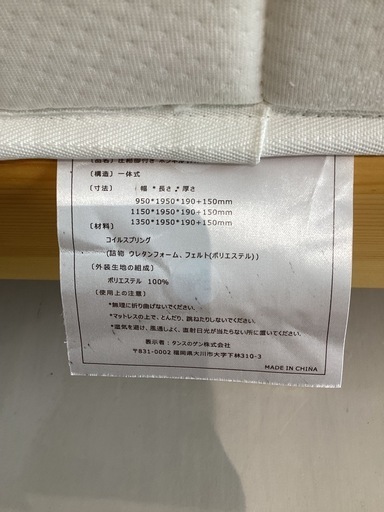 (品名) 圧縮脚付き
(構造) 一体式
(寸法) 幅*長さ*厚さ
950*1950*190+150mm
1150*1950*190+150mm
1350*1950*190+150mm
(材料)
コイルスプリング
(詰物 ウレタンフォーム、フェルト(ポリエステル))
(外装生地の組成)
ポリエステル 100%
(使用上の注意)
*無理に折り曲げないでください。
*マットレスの上で、とんだり、跳ねたりしないでください。
*湿気を避け、風通しよく、直射日光が当たらない所に置いてください。
表示者：タンスのゲン株式会社
〒831-0002 福岡県大川市大字下林310-3
MADE IN CHINA